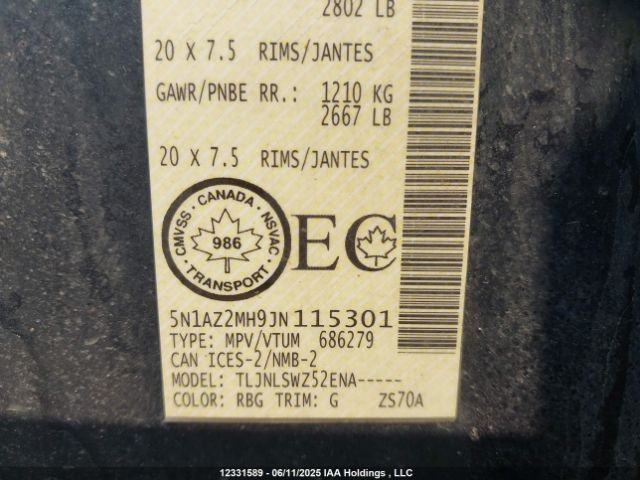 2802 LB
20 X 7.5 RIMS/JANTES
GAWR/PNBE RR.: 1210 KG
2667 LB
20 X 7.5 RIMS/JANTES
CMVSS · CANADA · NSVAC · TRANSPORT ·
986
EC
5N1AZ2MH9JN115301
TYPE: MPV/VTUM 686279
CAN ICES-2/NMB-2
MODEL: TLJNLSWZ52ENA-----
COLOR: RBG TRIM: G ZS70A
12331589 - 06/11/2025 IAA Holdings , LLC